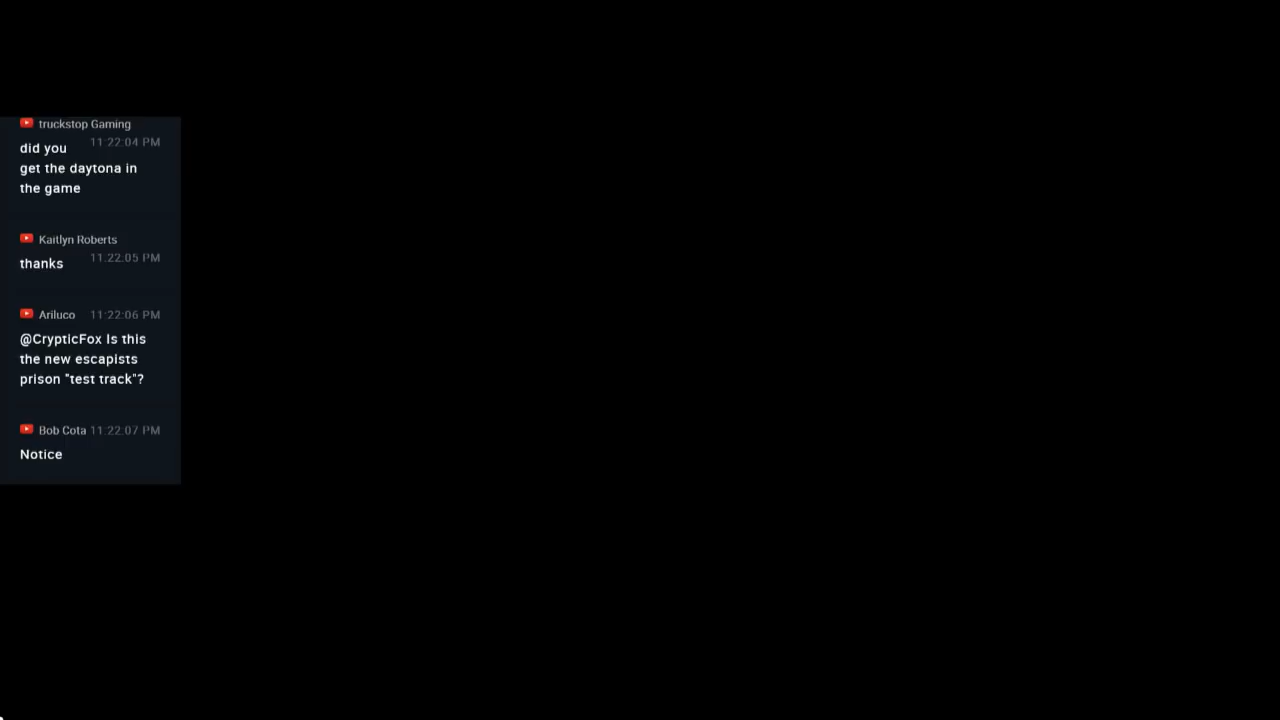 truckstop Gaming
11:22:04 PM
did you
get the daytona in
the game
Kaitlyn Roberts
11:22:05 PM
thanks
Ariluco 11:22:06 PM
@CrypticFox Is this
the new escapists
prison "test track"?
Bob Cota 11:22:07 PM
Notice